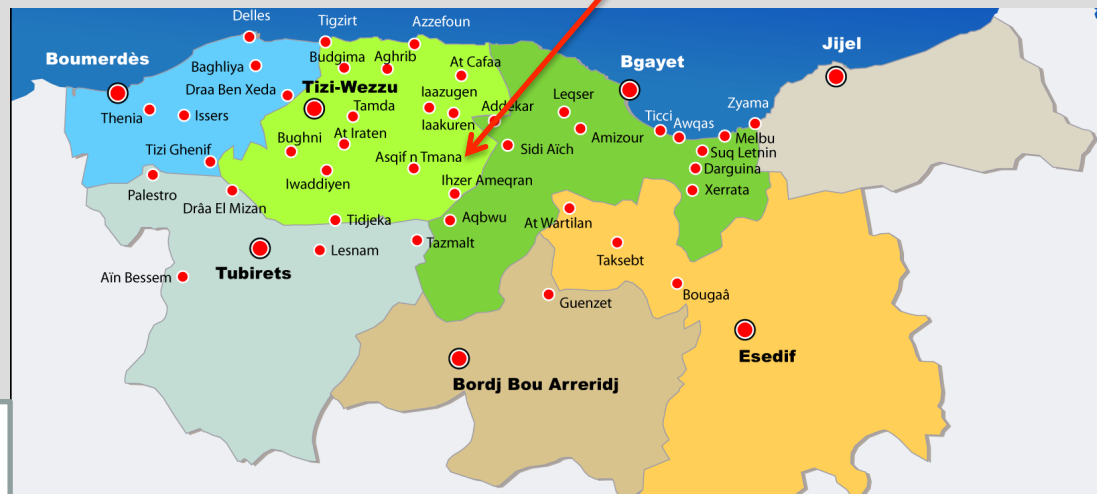 Delles
Tigzirt
Azzefoun
Jijel
Boumerdès
Budgima
Aghrib
At Cafaa
Bgayet
Baghliya
Draa Ben Xeda
Tizi-Wezzu
Iaazugen
Leqser
Zyama
Thenia
Issers
Tamda
Iaakuren
Addekar
Ticci
Awqas
Melbu
Bughni
At Iraten
Amizour
Tizi Ghenif
Asqif n Tmana
Sidi Aïch
Suq Letnin
Darguina
Palestro
Iwaddiyen
Ihzer Ameqran
Xerrata
Drâa El Mizan
Tidjeka
Aqbwu
At Wartilan
Lesnam
Tazmalt
Taksebt
Aïn Bessem
Tubirets
Guenzet
Bougaâ
Esedif
Bordj Bou Arreridj